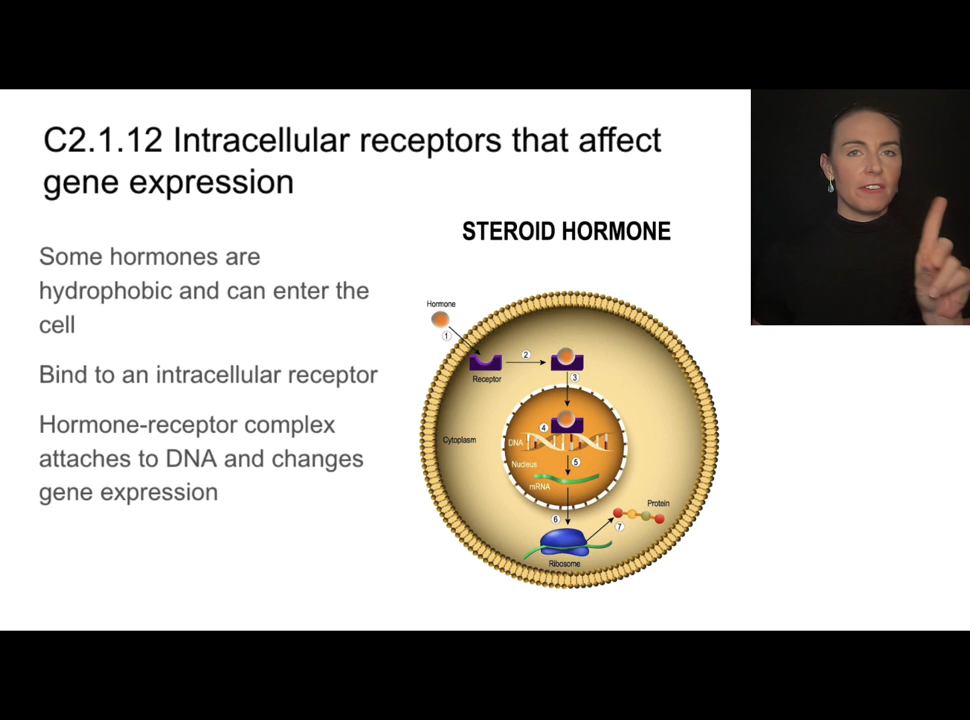 C2.1.12 Intracellular receptors that affect
gene expression
Some hormones are
hydrophobic and can enter the
cell
Bind to an intracellular receptor
Hormone-receptor complex
attaches to DNA and changes
gene expression
STEROID HORMONE
Hormone
1
2
Receptor
3
4
Cytoplasm
DNA
Nucleus
5
mRNA
6
Protein
7
Ribosome